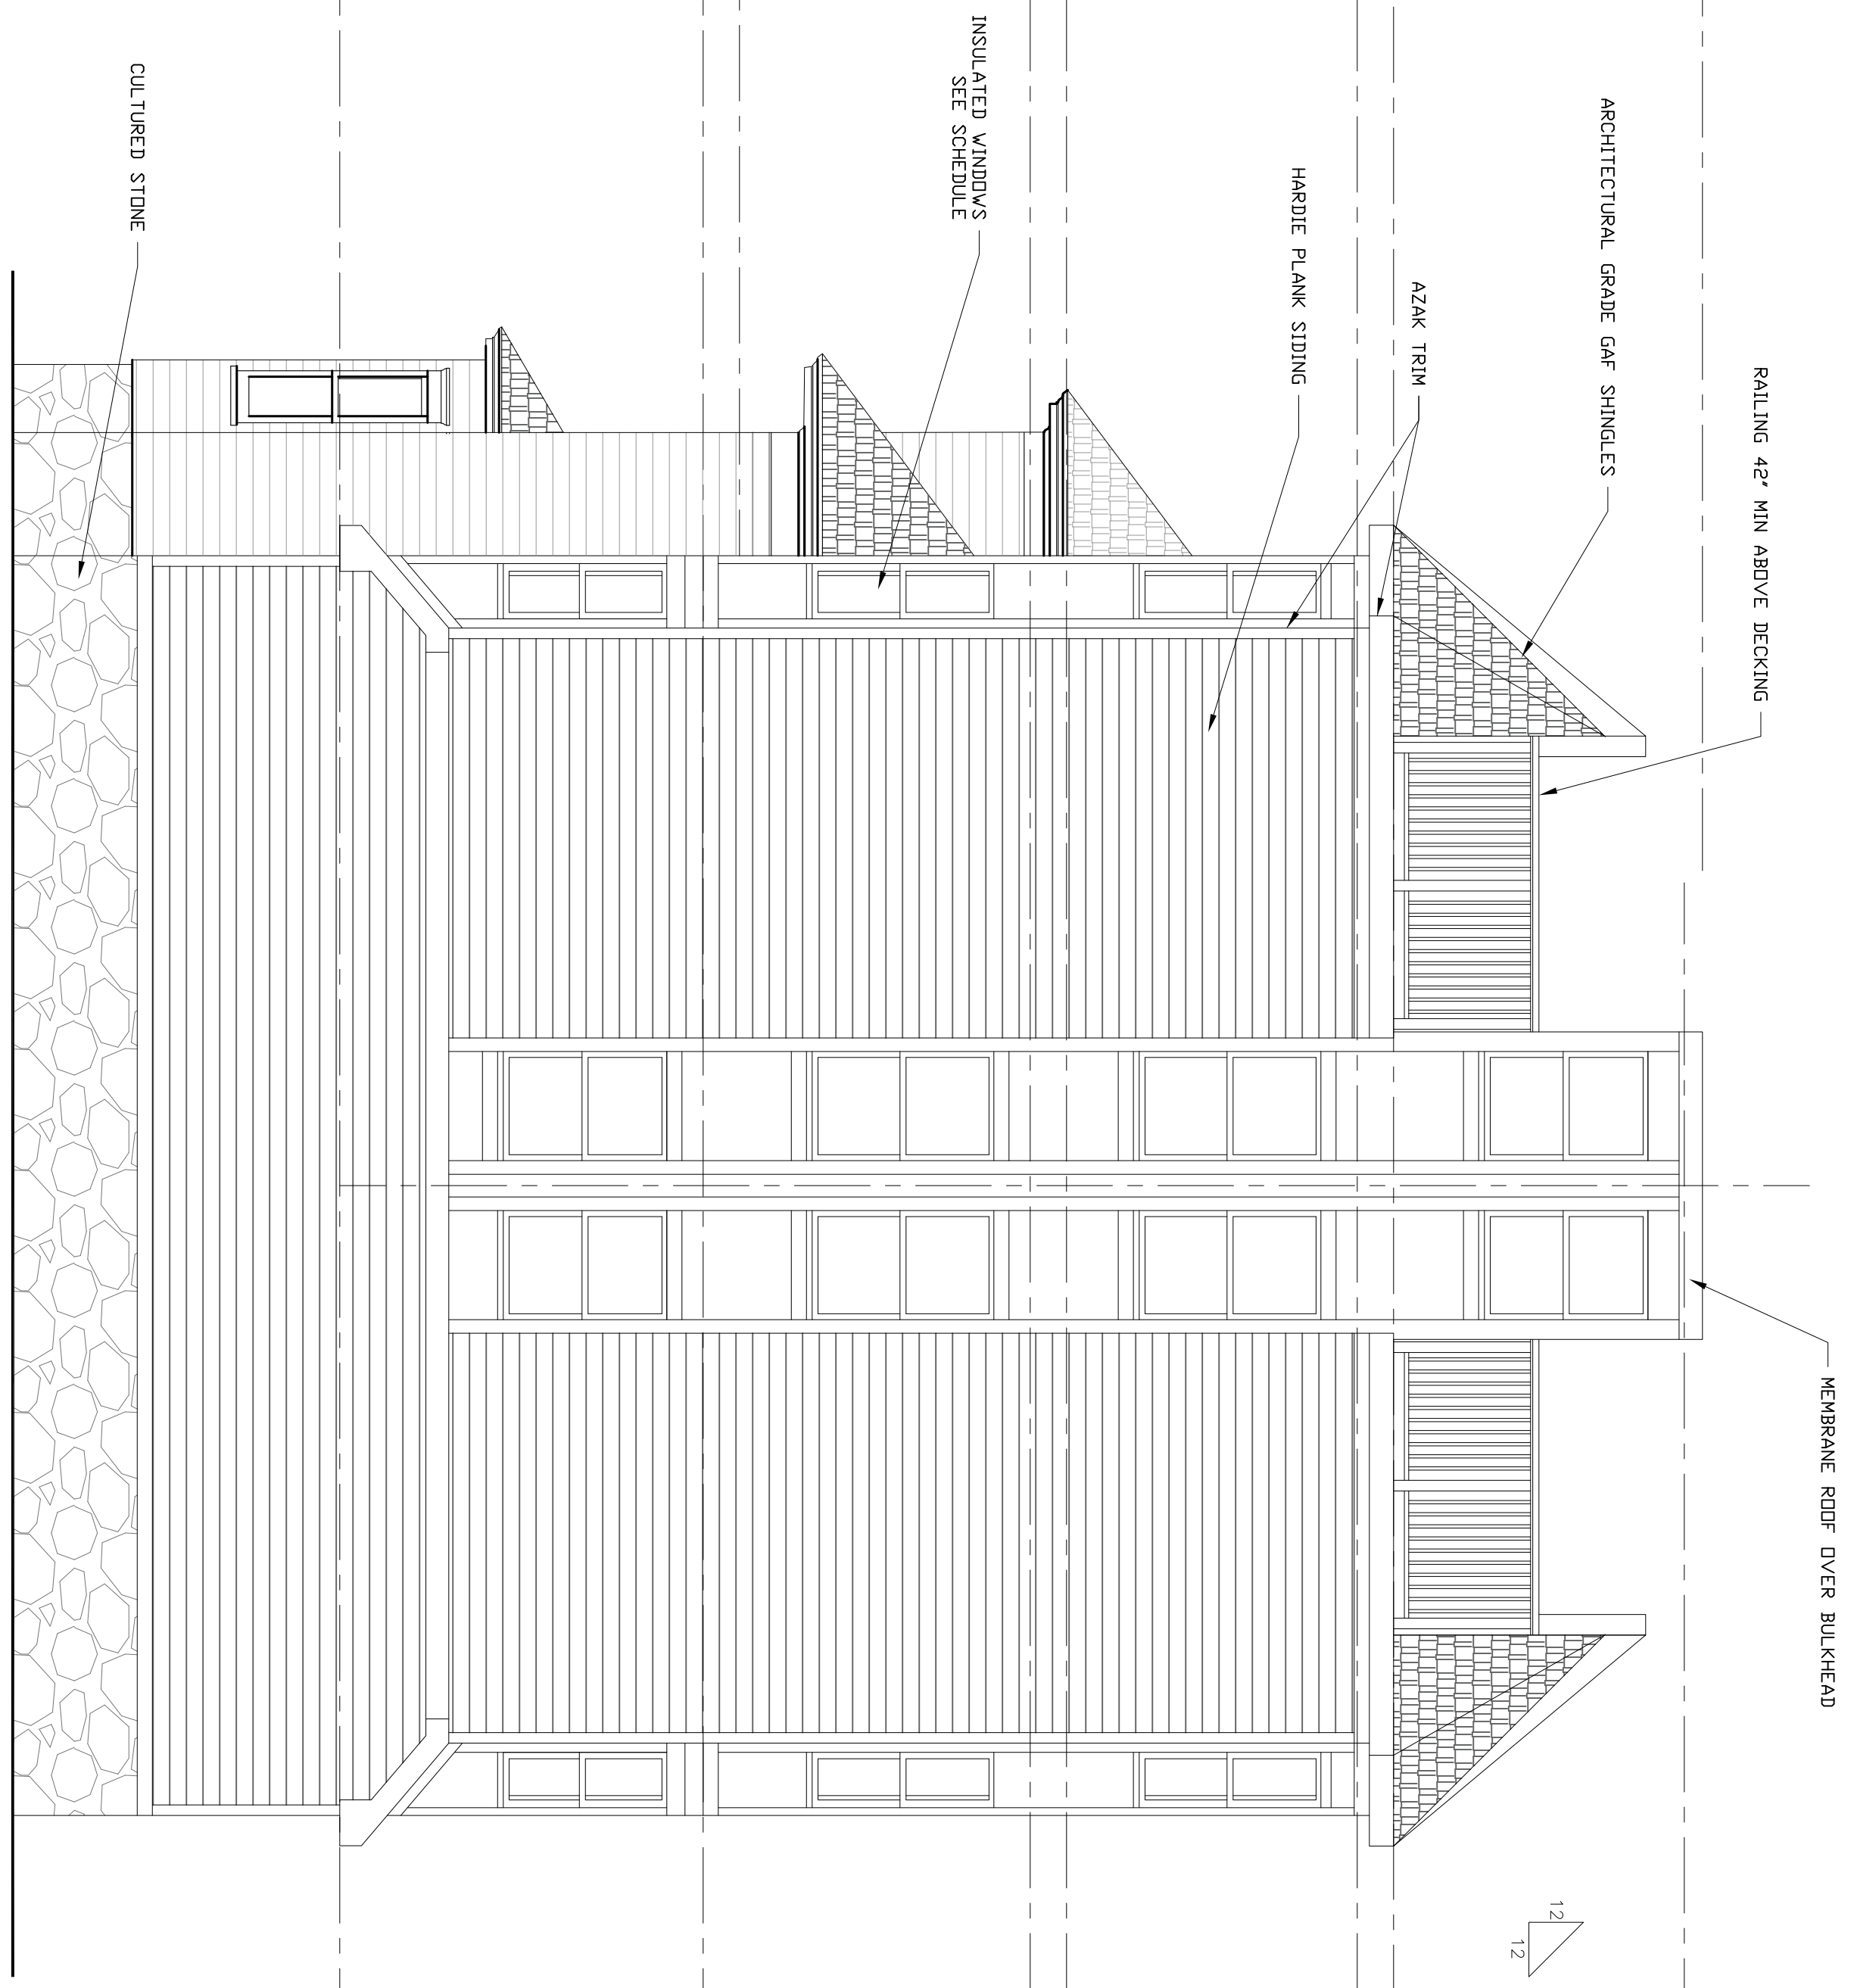 MEMBRANE ROOF OVER BULKHEAD
RAILING 42" MIN ABOVE DECKING
ARCHITECTURAL GRADE GAF SHINGLES
12
12
AZAK TRIM
HARDIE PLANK SIDING
INSULATED WINDOWS
SEE SCHEDULE
CULTURED STONE